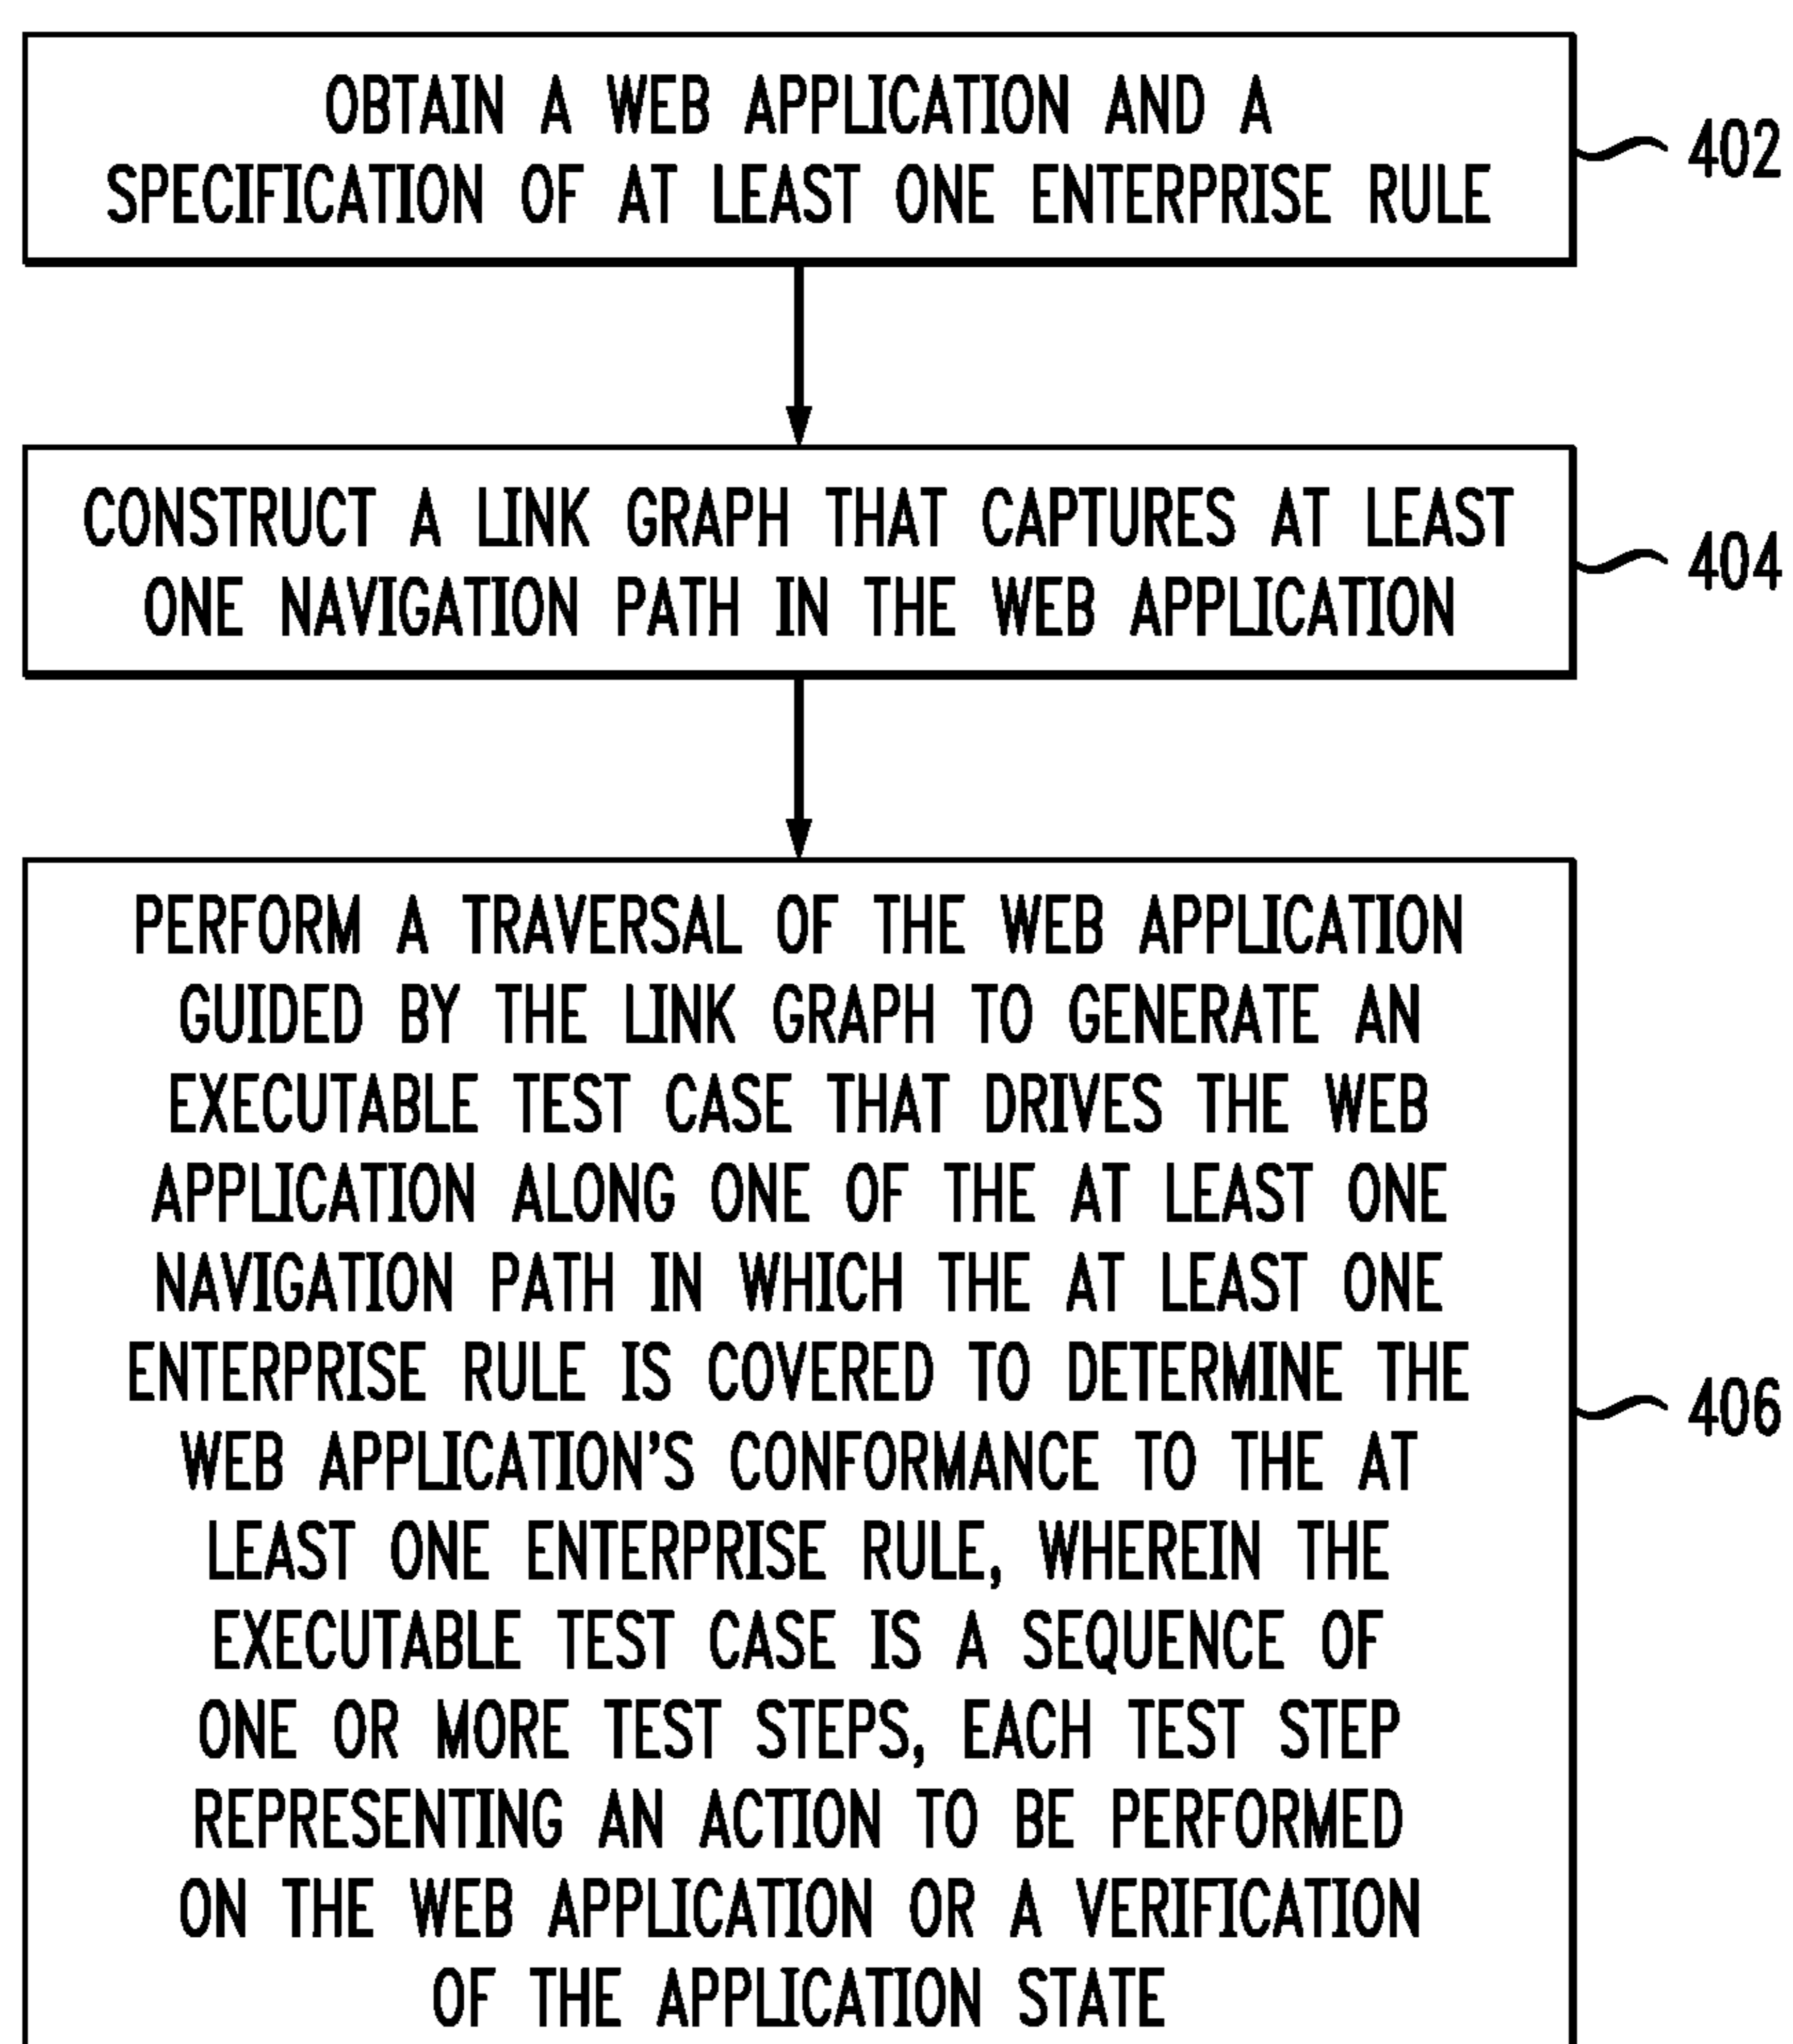 OBTAIN A WEB APPLICATION AND A
SPECIFICATION OF AT LEAST ONE ENTERPRISE RULE
402
CONSTRUCT A LINK GRAPH THAT CAPTURES AT LEAST
ONE NAVIGATION PATH IN THE WEB APPLICATION
404
PERFORM A TRAVERSAL OF THE WEB APPLICATION
GUIDED BY THE LINK GRAPH TO GENERATE AN
EXECUTABLE TEST CASE THAT DRIVES THE WEB
APPLICATION ALONG ONE OF THE AT LEAST ONE
NAVIGATION PATH IN WHICH THE AT LEAST ONE
ENTERPRISE RULE IS COVERED TO DETERMINE THE
WEB APPLICATION'S CONFORMANCE TO THE AT
LEAST ONE ENTERPRISE RULE, WHEREIN THE
EXECUTABLE TEST CASE IS A SEQUENCE OF
ONE OR MORE TEST STEPS, EACH TEST STEP
REPRESENTING AN ACTION TO BE PERFORMED
ON THE WEB APPLICATION OR A VERIFICATION
OF THE APPLICATION STATE
406